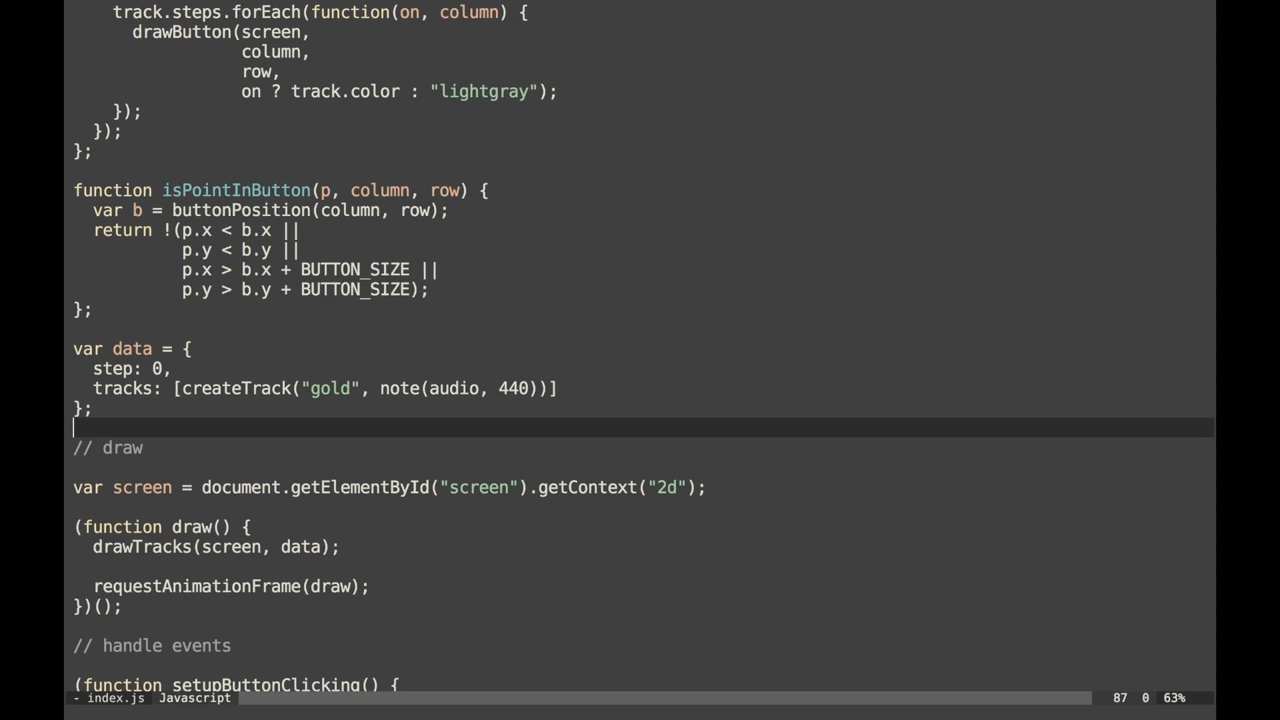 track.steps.forEach(function(on, column) {
      drawButton(screen,
                 column,
                 row,
                 on ? track.color : "lightgray");
    });
  });
};

function isPointInButton(p, column, row) {
  var b = buttonPosition(column, row);
  return !(p.x < b.x ||
           p.y < b.y ||
           p.x > b.x + BUTTON_SIZE ||
           p.y > b.y + BUTTON_SIZE);
};

var data = {
  step: 0,
  tracks: [createTrack("gold", note(audio, 440))]
};

// draw

var screen = document.getElementById("screen").getContext("2d");

(function draw() {
  drawTracks(screen, data);

  requestAnimationFrame(draw);
})();

// handle events

(function setupButtonClicking() {
- index.js  Javascript  87  0  63%